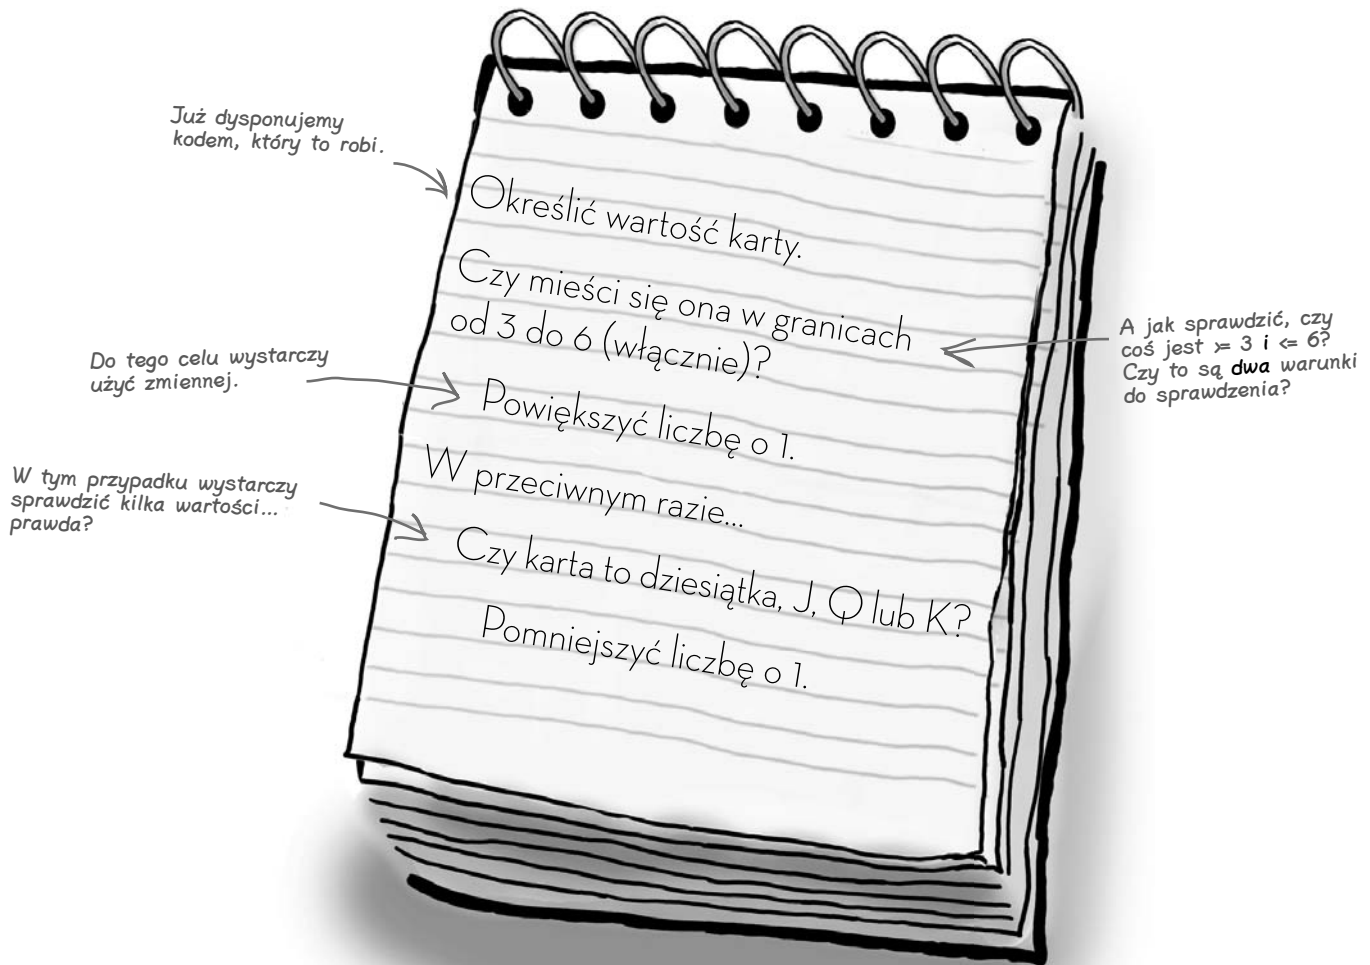 Już dysponujemy
kodem, który to robi.
Określić wartość karty.
Czy mieści się ona w granicach
od 3 do 6 (włącznie)?
A jak sprawdzić, czy
coś jest >= 3 i <= 6?
Czy to są dwa warunki
do sprawdzenia?
Do tego celu wystarczy
użyć zmiennej.
Powiększyć liczbę o 1.
W przeciwnym razie...
W tym przypadku wystarczy
sprawdzić kilka wartości...
prawda?
Czy karta to dziesiątka, J, Q lub K?
Pomniejszyć liczbę o 1.